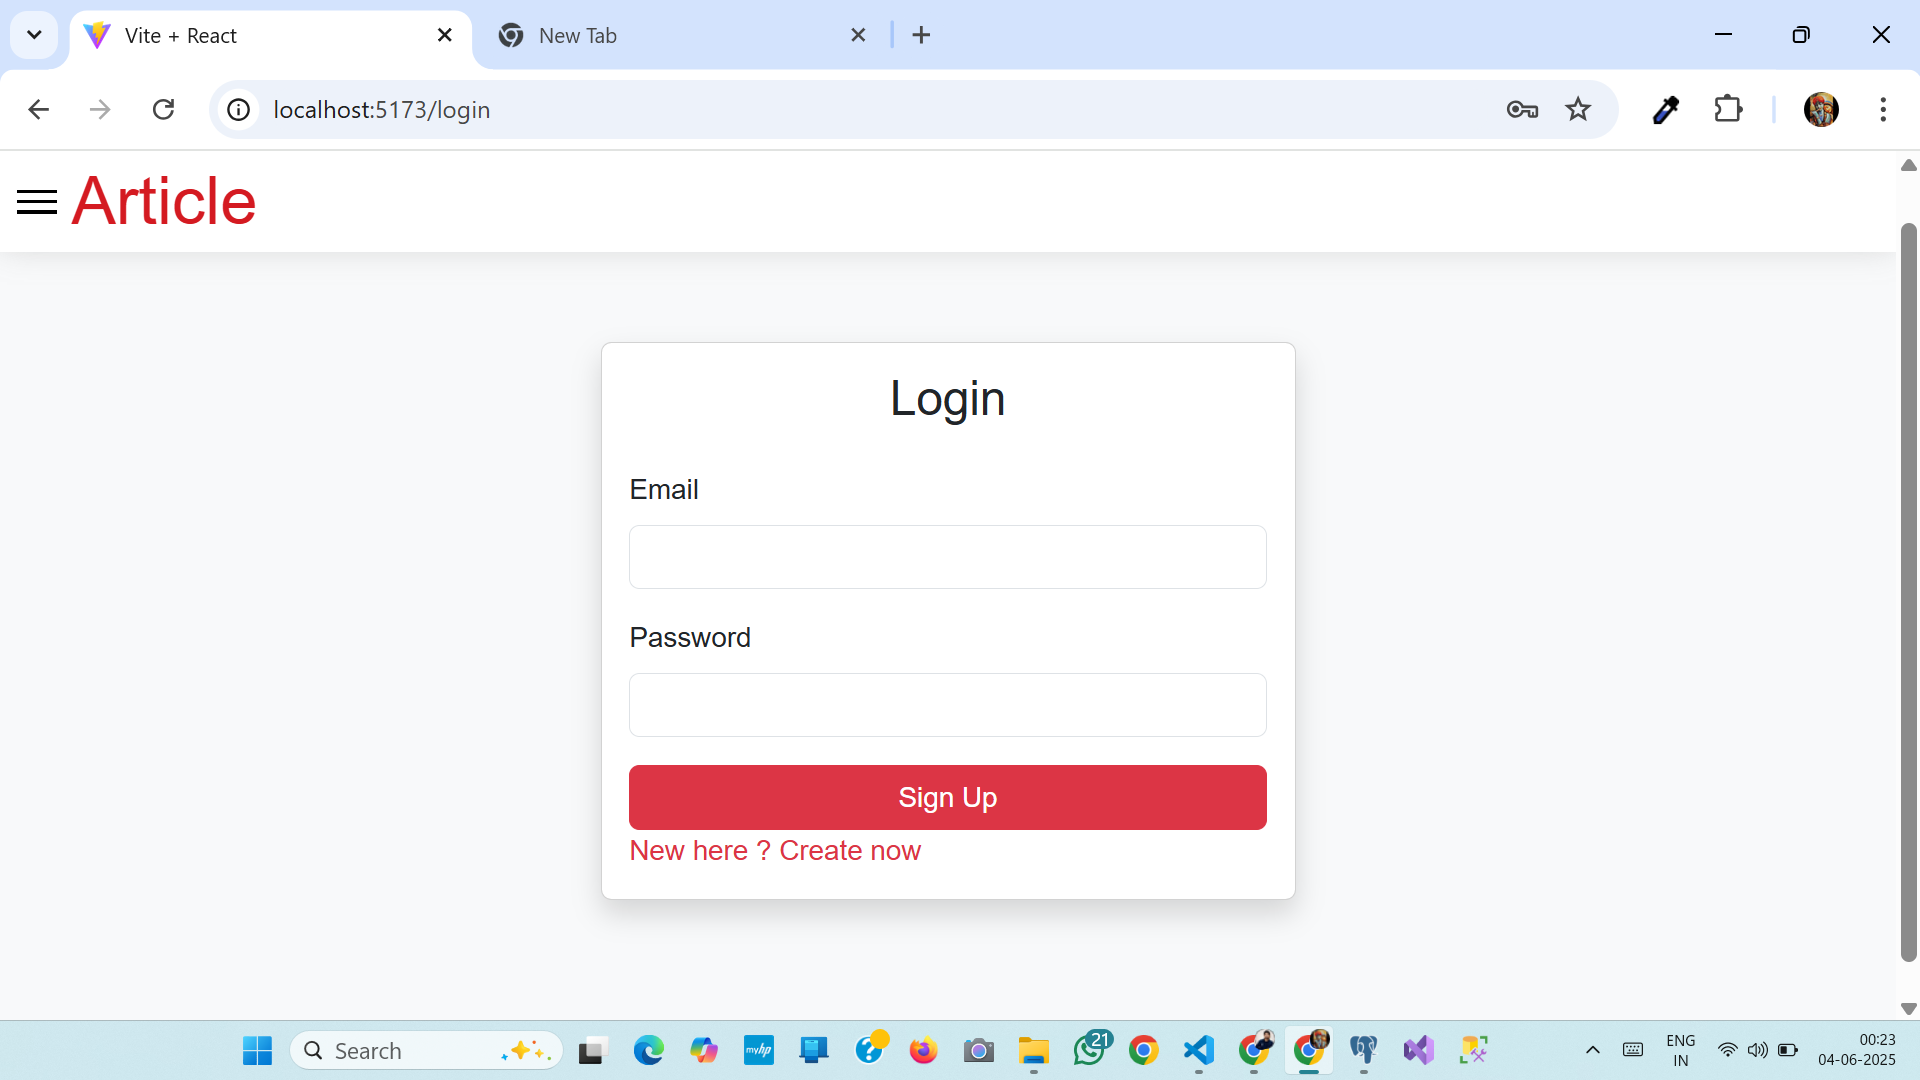 Vite + React
New Tab
localhost:5173/login
Article
Login
Email
Password
Sign Up
New here ? Create now
Search
myhp
21
ENG
IN
00:23
04-06-2025